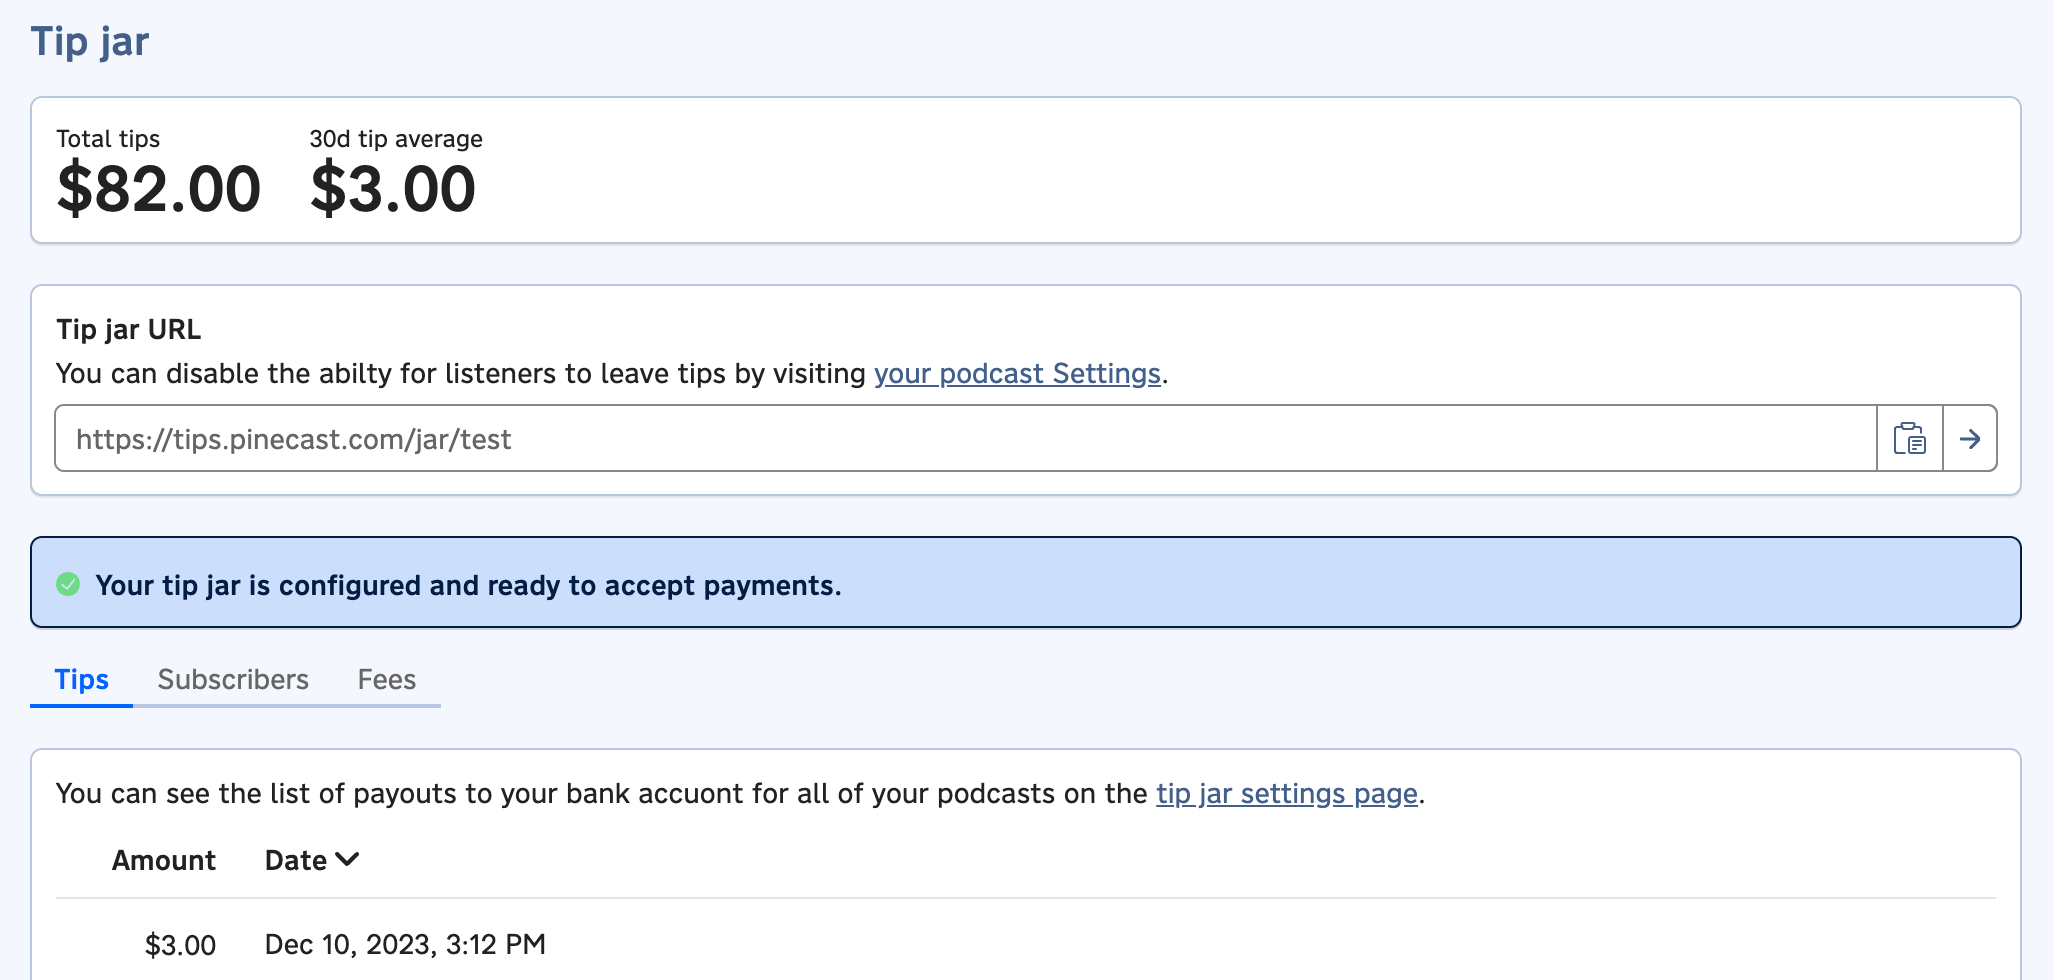 Tip jar
Total tips 30d tip average
$82.00 $3.00
Tip jar URL
You can disable the abilty for listeners to leave tips by visiting your podcast Settings.
https://tips.pinecast.com/jar/test
Your tip jar is configured and ready to accept payments.
Tips Subscribers Fees
You can see the list of payouts to your bank accuont for all of your podcasts on the tip jar settings page.
Amount Date
$3.00 Dec 10, 2023, 3:12 PM